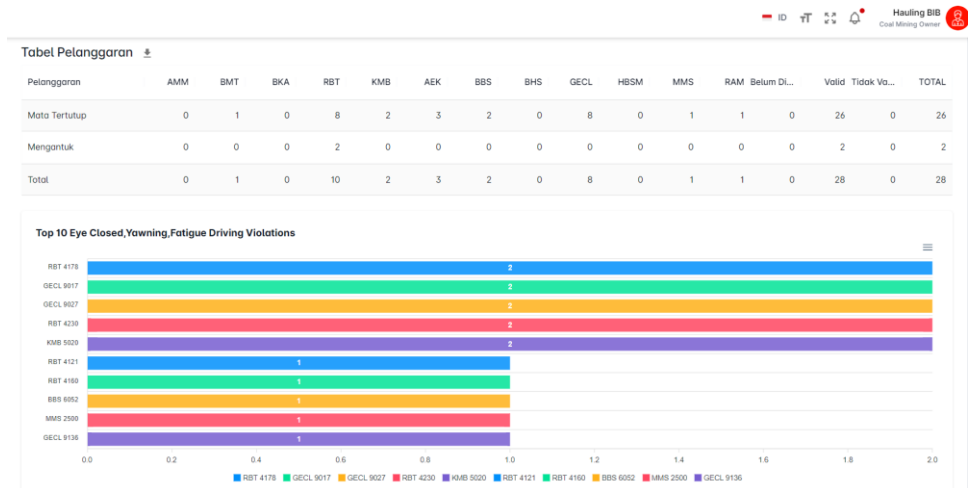 ID
Hauling BIB
Coal Mining Owner
Tabel Pelanggaran
Pelanggaran AMM BMT BKA RBT KMB AEK BBS BHS GECL HBSM MMS RAM Belum Di... Valid Tidak Va... TOTAL
Mata Tertutup 0 1 0 8 2 3 2 0 8 0 1 1 0 26 0 26
Mengantuk 0 0 0 2 0 0 0 0 0 0 0 0 0 2 0 2
Total 0 1 0 10 2 3 2 0 8 0 1 1 0 28 0 28
Top 10 Eye Closed,Yawning,Fatigue Driving Violations
RBT 4178 2
GECL 9017 2
GECL 9027 2
RBT 4230 2
KMB 5020 2
RBT 4121 1
RBT 4160 1
BBS 6052 1
MMS 2500 1
GECL 9136 1
0.0 0.2 0.4 0.6 0.8 1.0 1.2 1.4 1.6 1.8 2.0
RBT 4178 GECL 9017 GECL 9027 RBT 4230 KMB 5020 RBT 4121 RBT 4160 BBS 6052 MMS 2500 GECL 9136